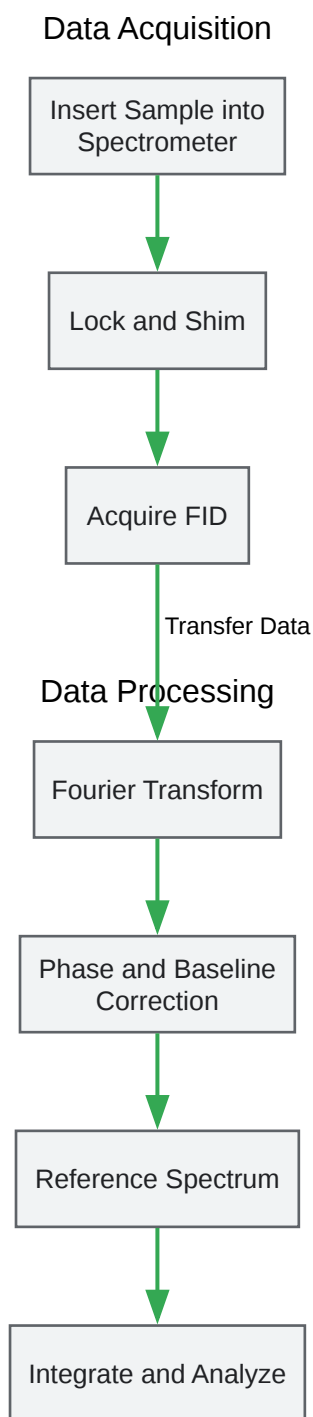 Data Acquisition
Insert Sample into
Spectrometer
Lock and Shim
Acquire FID
Transfer Data
Data Processing
Fourier Transform
Phase and Baseline
Correction
Reference Spectrum
Integrate and Analyze